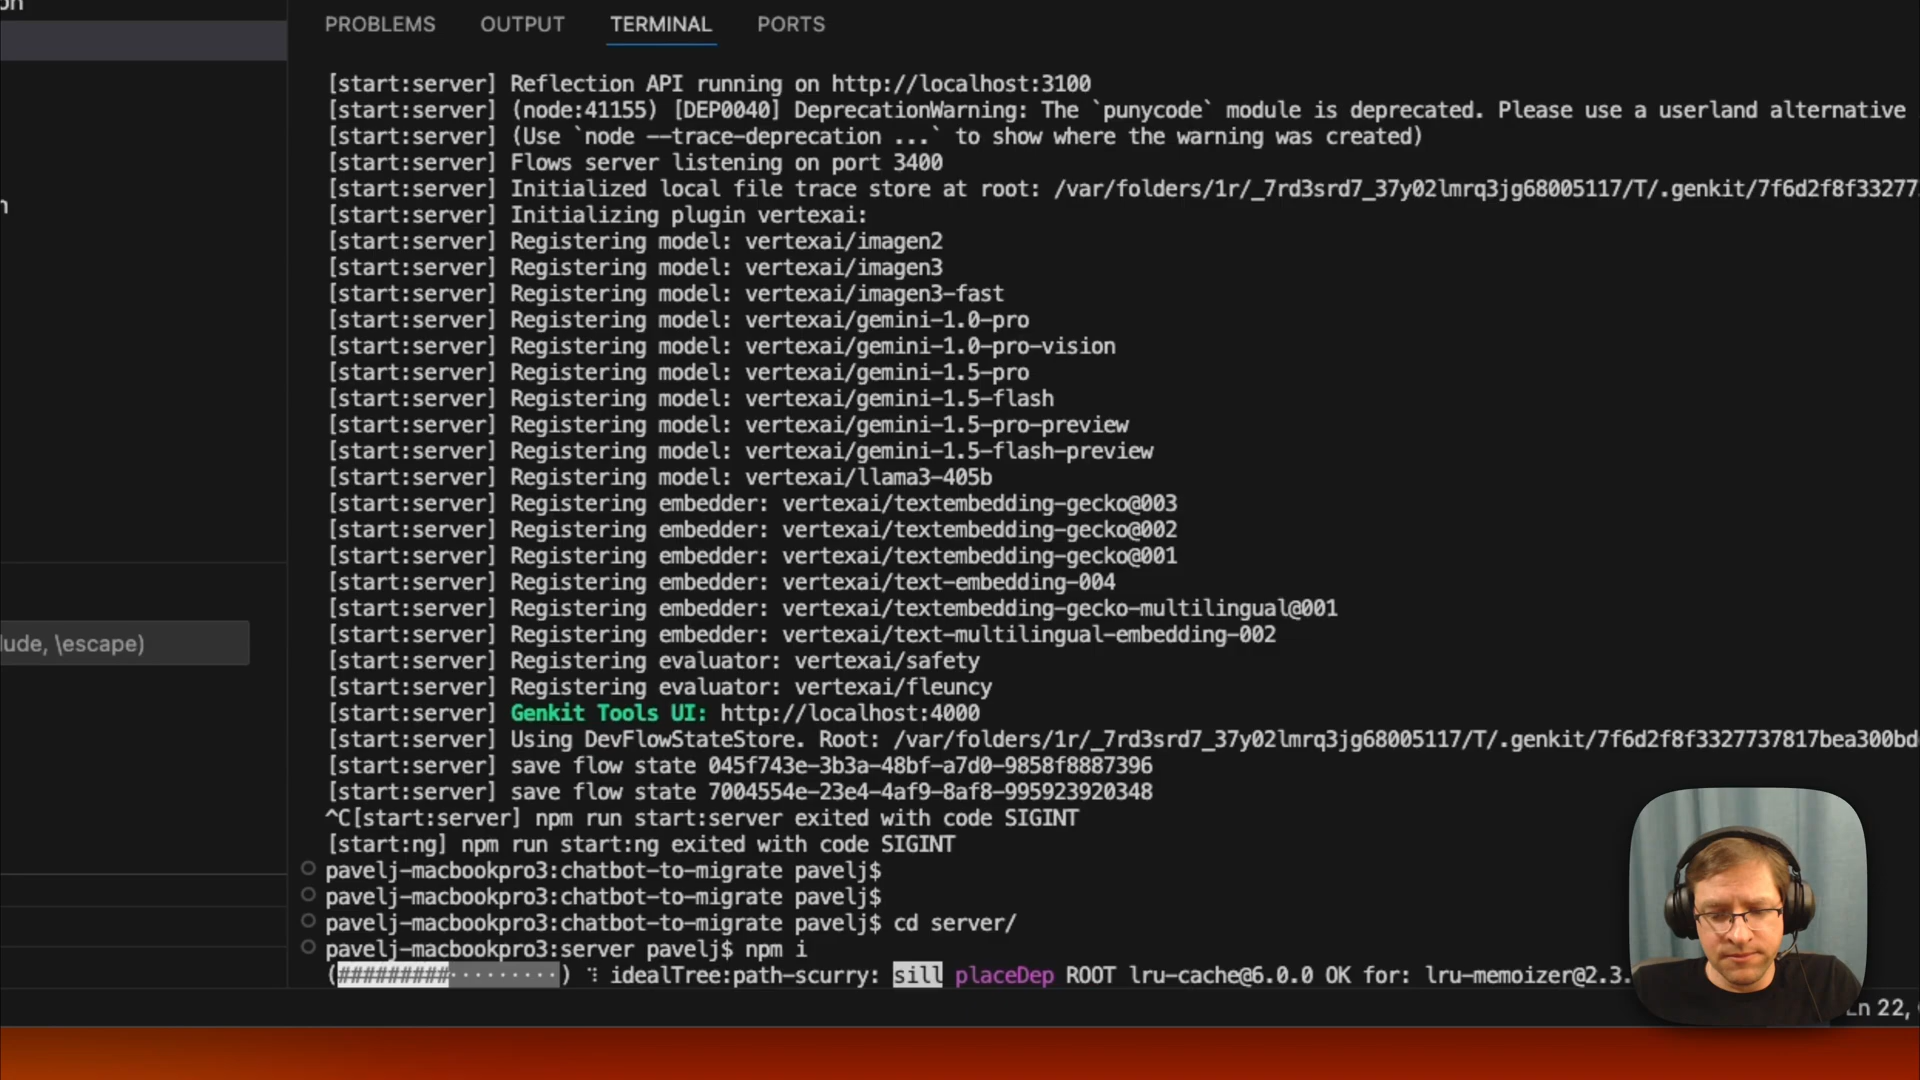 PROBLEMS OUTPUT TERMINAL PORTS
[start:server] Reflection API running on http://localhost:3100
[start:server] (node:41155) [DEP0040] DeprecationWarning: The `punycode` module is deprecated. Please use a userland alternative
[start:server] (Use `node --trace-deprecation ...` to show where the warning was created)
[start:server] Flows server listening on port 3400
[start:server] Initialized local file trace store at root: /var/folders/1r/_7rd3srd7_37y02lmrq3jg68005117/T/.genkit/7f6d2f8f33277
[start:server] Initializing plugin vertexai:
[start:server] Registering model: vertexai/imagen2
[start:server] Registering model: vertexai/imagen3
[start:server] Registering model: vertexai/imagen3-fast
[start:server] Registering model: vertexai/gemini-1.0-pro
[start:server] Registering model: vertexai/gemini-1.0-pro-vision
[start:server] Registering model: vertexai/gemini-1.5-pro
[start:server] Registering model: vertexai/gemini-1.5-flash
[start:server] Registering model: vertexai/gemini-1.5-pro-preview
[start:server] Registering model: vertexai/gemini-1.5-flash-preview
[start:server] Registering model: vertexai/llama3-405b
[start:server] Registering embedder: vertexai/textembedding-gecko@003
[start:server] Registering embedder: vertexai/textembedding-gecko@002
[start:server] Registering embedder: vertexai/textembedding-gecko@001
[start:server] Registering embedder: vertexai/text-embedding-004
[start:server] Registering embedder: vertexai/textembedding-gecko-multilingual@001
[start:server] Registering embedder: vertexai/text-multilingual-embedding-002
lude, \escape)
[start:server] Registering evaluator: vertexai/safety
[start:server] Registering evaluator: vertexai/fleuncy
[start:server] Genkit Tools UI: http://localhost:4000
[start:server] Using DevFlowStateStore. Root: /var/folders/1r/_7rd3srd7_37y02lmrq3jg68005117/T/.genkit/7f6d2f8f3327737817bea300bd
[start:server] save flow state 045f743e-3b3a-48bf-a7d0-9858f8887396
[start:server] save flow state 7004554e-23e4-4af9-8af8-995923920348
^C[start:server] npm run start:server exited with code SIGINT
[start:ng] npm run start:ng exited with code SIGINT
pavelj-macbookpro3:chatbot-to-migrate pavelj$
pavelj-macbookpro3:chatbot-to-migrate pavelj$
pavelj-macbookpro3:chatbot-to-migrate pavelj$ cd server/
pavelj-macbookpro3:server pavelj$ npm i
(#########·········) ⠹ idealTree:path-scurry: sill placeDep ROOT lru-cache@6.0.0 OK for: lru-memoizer@2.3.
Ln 22,